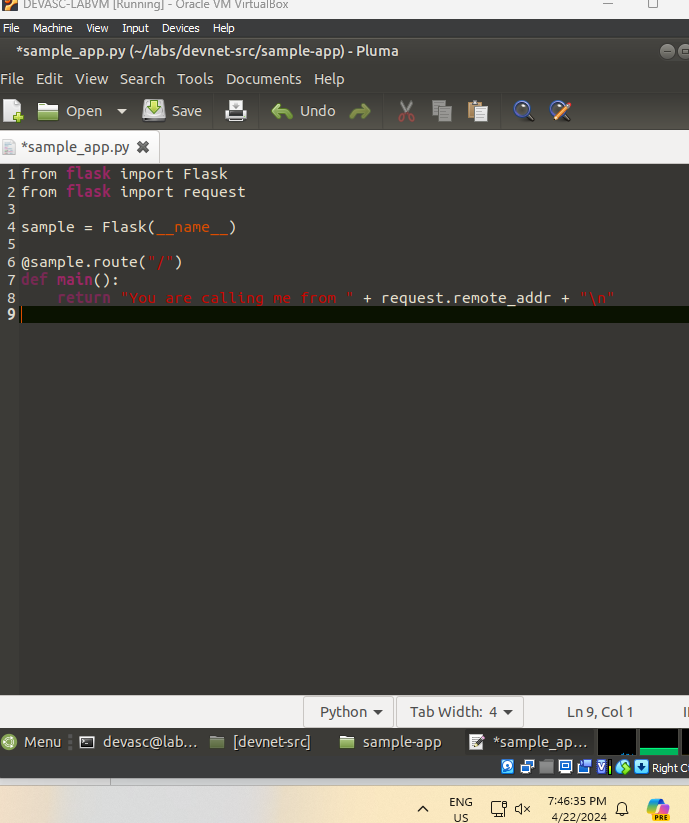 DEVASC-LABVM [Running] - Oracle VM VirtualBox
File Machine View Input Devices Help
*sample_app.py (~/labs/devnet-src/sample-app) - Pluma
File Edit View Search Tools Documents Help
Open Save Undo
*sample_app.py
1 from flask import Flask
2 from flask import request
3
4 sample = Flask(__name__)
5
6 @sample.route("/")
7 def main():
8     return "You are calling me from " + request.remote_addr + "\n"
9
Python Tab Width: 4 Ln 9, Col 1
Menu devasc@lab... [devnet-src] sample-app *sample_ap...
Right C
ENG 7:46:35 PM
US 4/22/2024
PRE